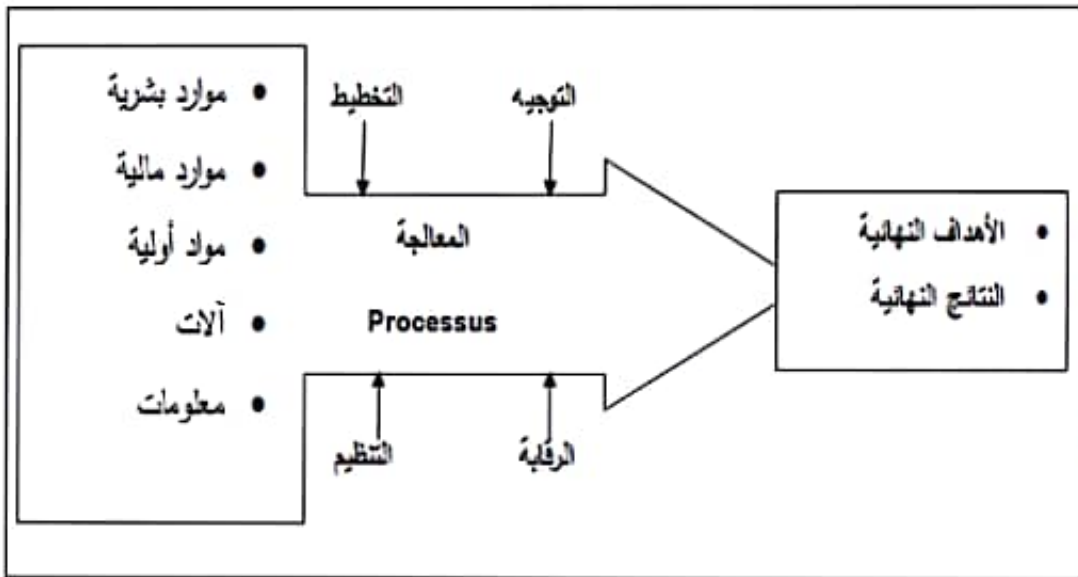 • موارد بشرية
• موارد مالية
• مواد أولية
• آلات
• معلومات
التخطيط
التوجيه
المعالجة
Processus
التنظيم
الرقابة
• الأهداف النهائية
• النتائج النهائية